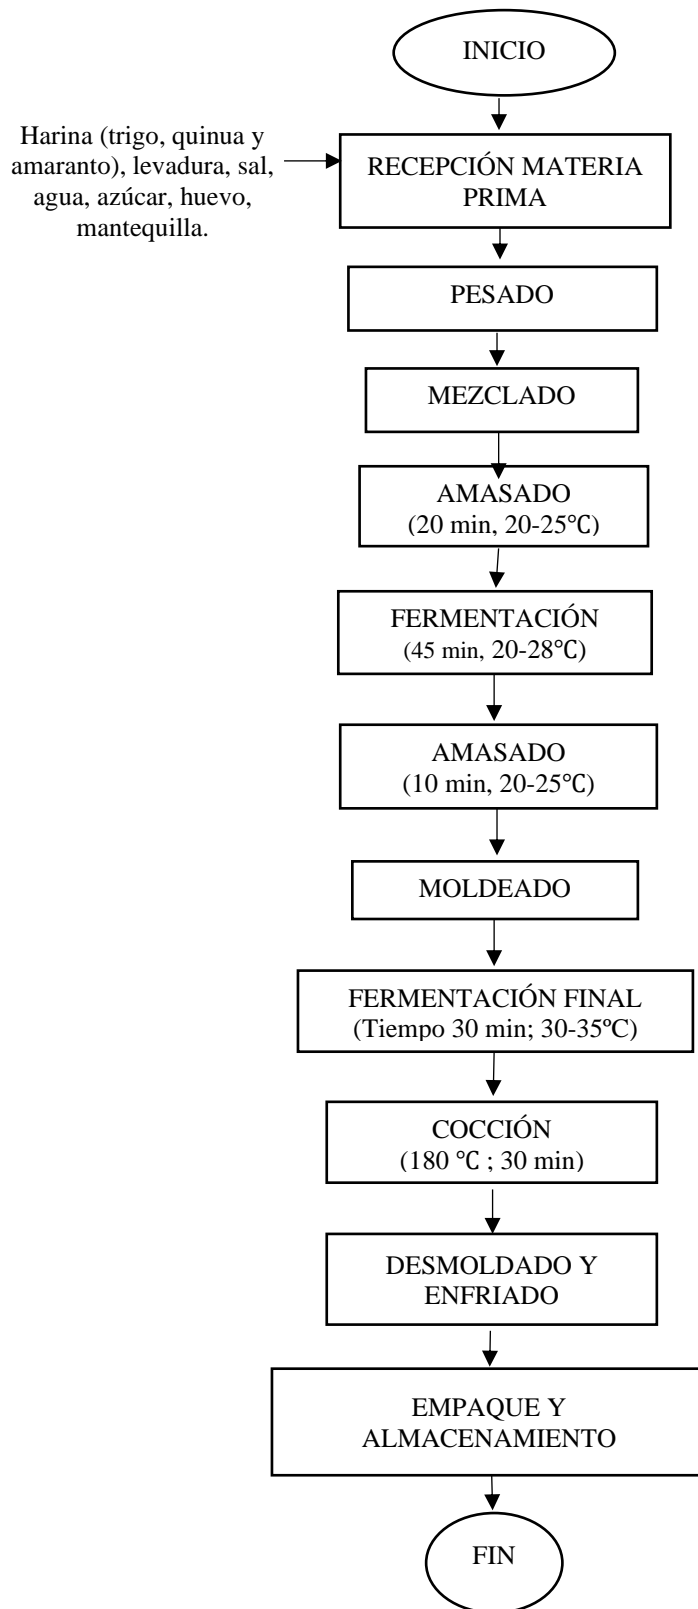 INICIO
Harina (trigo, quinua y
amaranto), levadura, sal,
agua, azúcar, huevo,
mantequilla.
RECEPCIÓN MATERIA
PRIMA
PESADO
MEZCLADO
AMASADO
(20 min, 20-25℃)
FERMENTACIÓN
(45 min, 20-28℃)
AMASADO
(10 min, 20-25℃)
MOLDEADO
FERMENTACIÓN FINAL
(Tiempo 30 min; 30-35ºC)
COCCIÓN
(180 ℃ ; 30 min)
DESMOLDADO Y
ENFRIADO
EMPAQUE Y
ALMACENAMIENTO
FIN